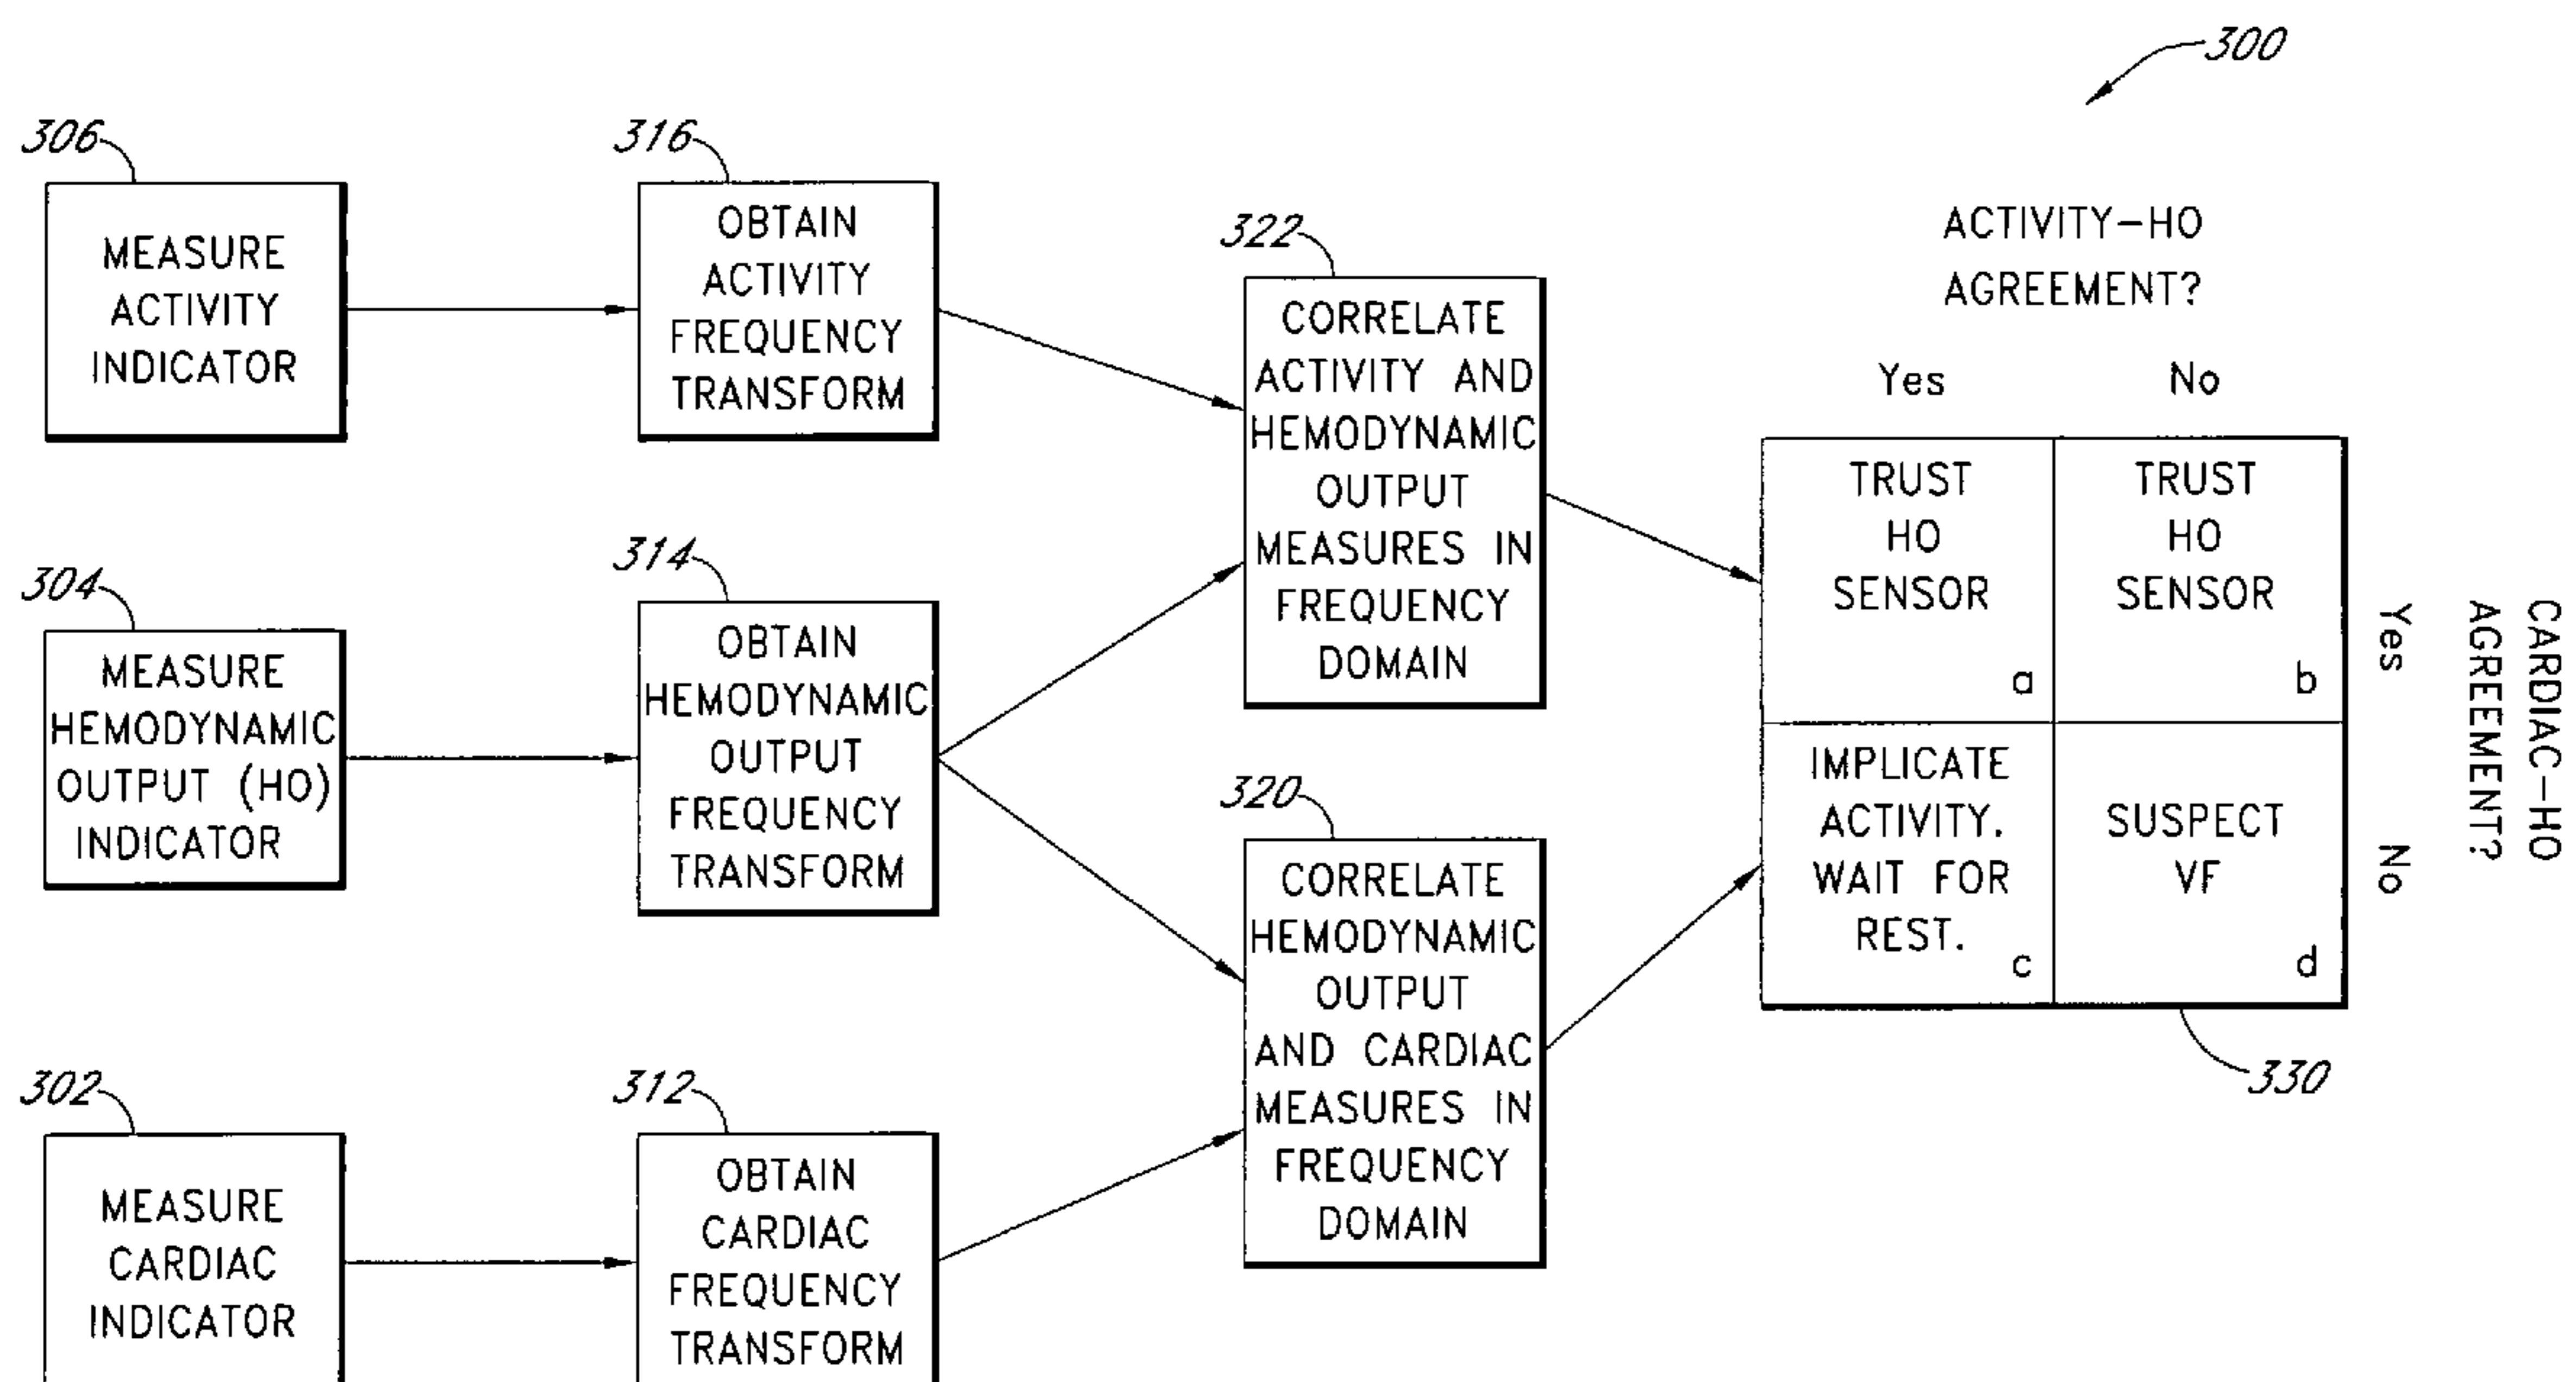 300
306
MEASURE
ACTIVITY
INDICATOR
316
OBTAIN
ACTIVITY
FREQUENCY
TRANSFORM
322
CORRELATE
ACTIVITY AND
HEMODYNAMIC
OUTPUT
MEASURES IN
FREQUENCY
DOMAIN
304
MEASURE
HEMODYNAMIC
OUTPUT (HO)
INDICATOR
314
OBTAIN
HEMODYNAMIC
OUTPUT
FREQUENCY
TRANSFORM
320
CORRELATE
HEMODYNAMIC
OUTPUT
AND CARDIAC
MEASURES IN
FREQUENCY
DOMAIN
302
MEASURE
CARDIAC
INDICATOR
312
OBTAIN
CARDIAC
FREQUENCY
TRANSFORM
ACTIVITY-HO
AGREEMENT?
Yes No
TRUST
HO
SENSOR
a
TRUST
HO
SENSOR
b
IMPLICATE
ACTIVITY.
WAIT FOR
REST.
c
SUSPECT
VF
d
Yes No
CARDIAC-HO
AGREEMENT?
330